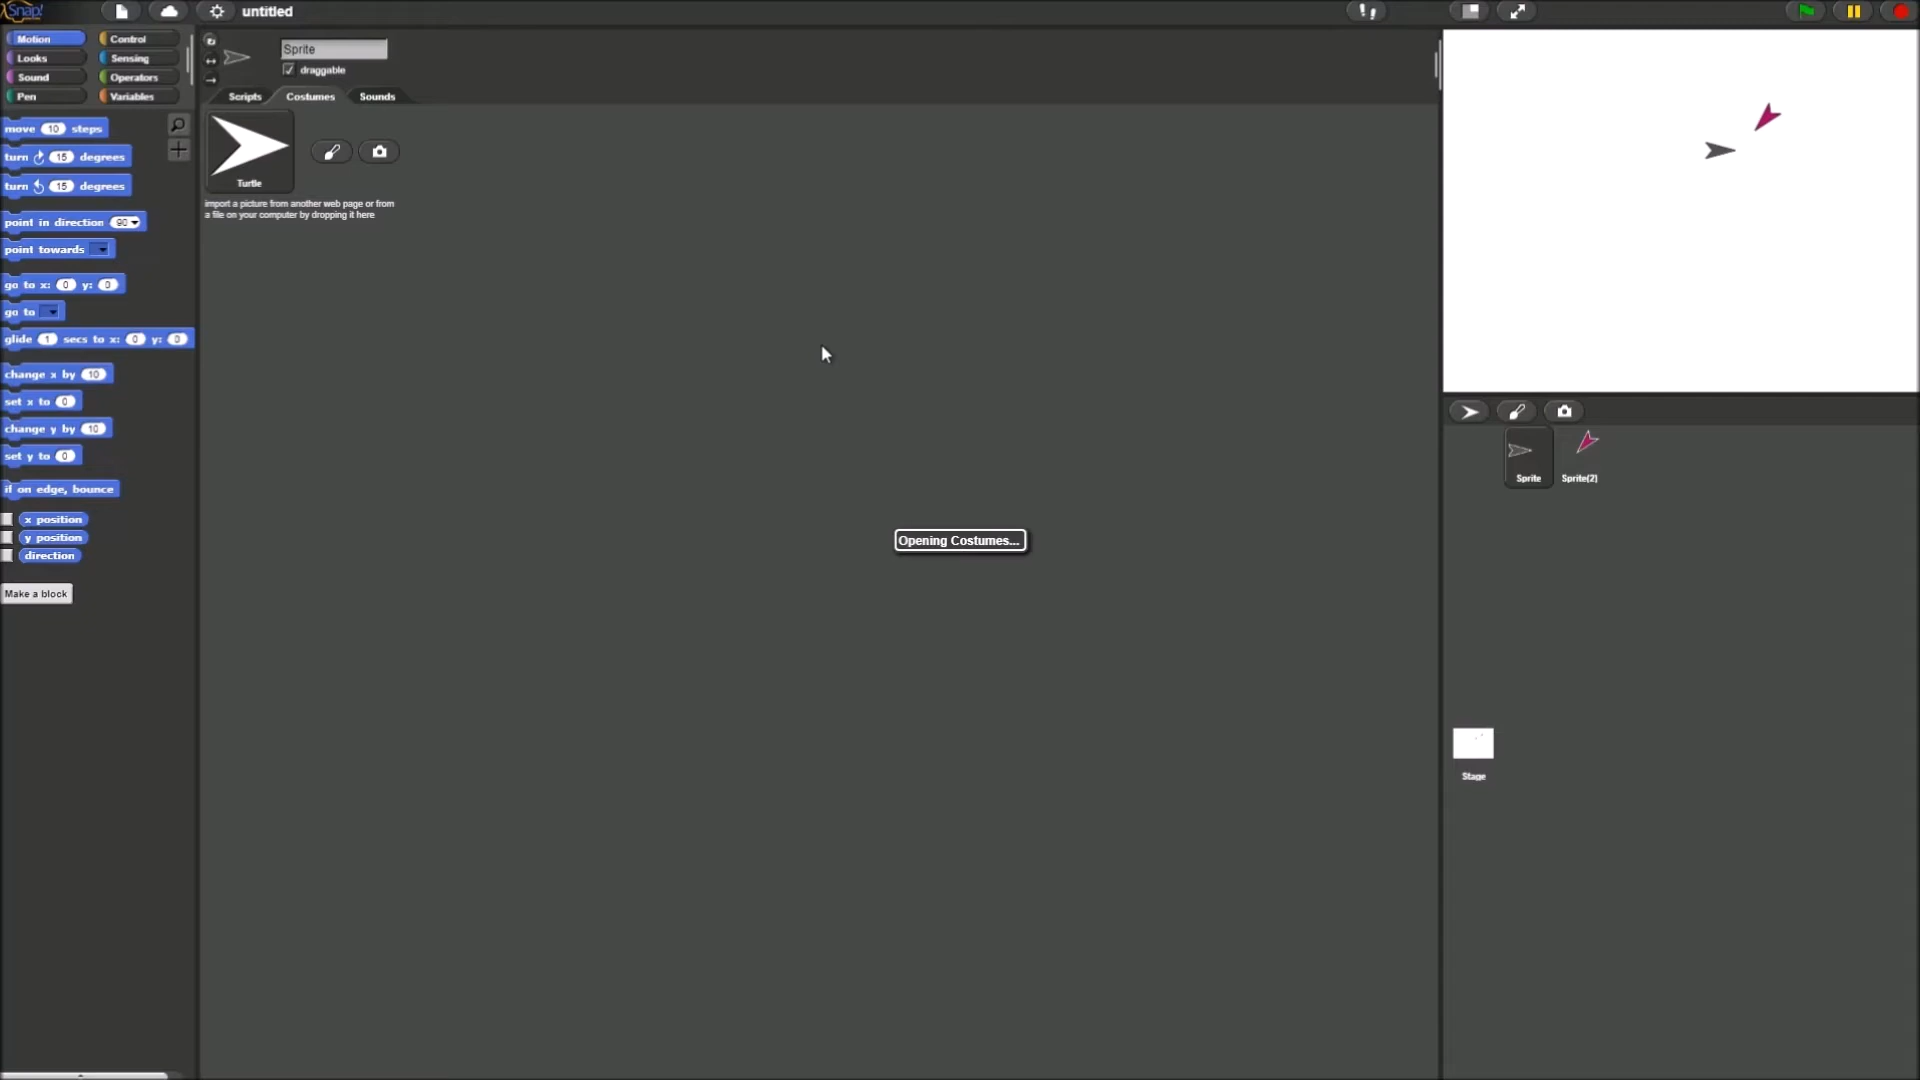 Snap!
untitled
Motion
Control
Looks
Sensing
Sound
Operators
Pen
Variables
Sprite
draggable
Scripts
Costumes
Sounds
move 10 steps
turn 15 degrees
turn 15 degrees
point in direction 90
point towards
go to x: 0 y: 0
go to
glide 1 secs to x: 0 y: 0
change x by 10
set x to 0
change y by 10
set y to 0
if on edge, bounce
x position
y position
direction
Make a block
Turtle
import a picture from another web page or from
a file on your computer by dropping it here
Opening Costumes...
Sprite
Sprite(2)
Stage